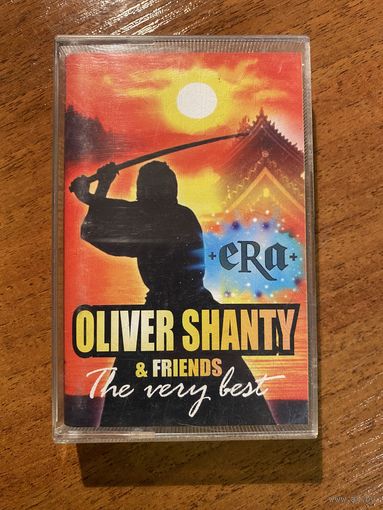 +eRa+
OLIVER SHANTY
& FRIENDS
The very best